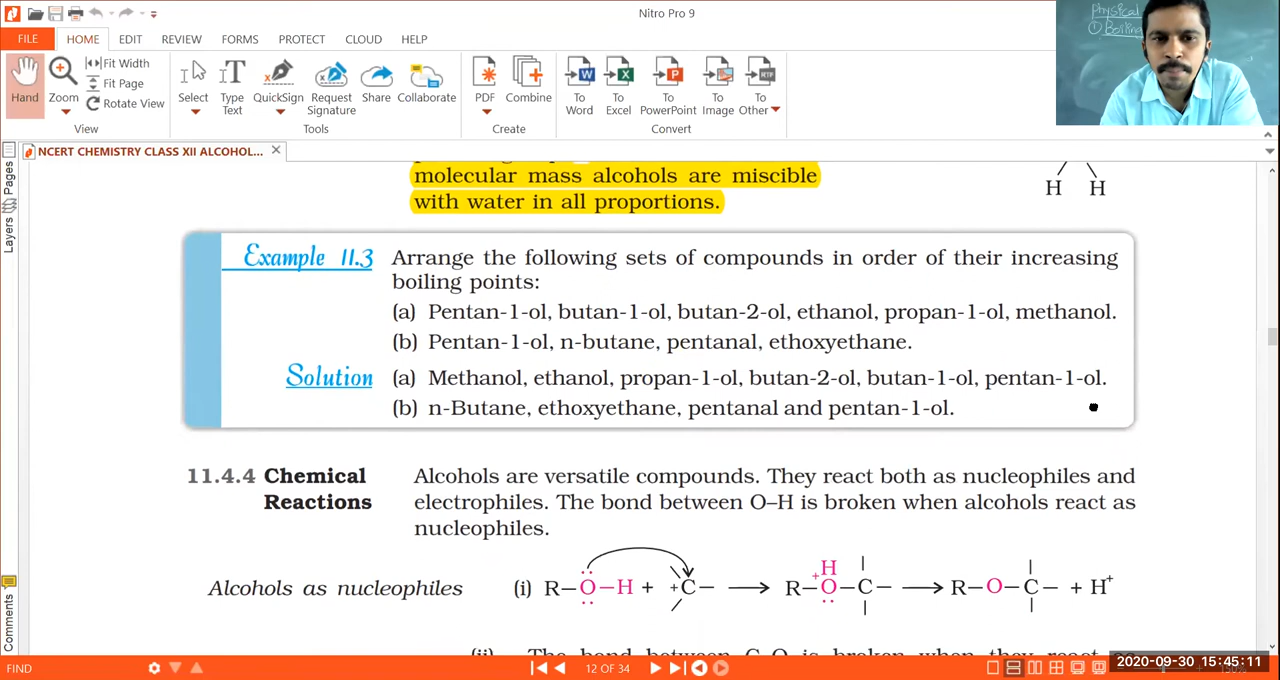 Nitro Pro 9
FILE
HOME
EDIT
REVIEW
FORMS
PROTECT
CLOUD
HELP
Physical
① Boiling
Hand
Zoom
Fit Width
Fit Page
Rotate View
View
Select
Type Text
QuickSign
Request Signature
Share
Collaborate
Tools
PDF
Combine
Create
To Word
To Excel
To PowerPoint
To Image
To Other
Convert
Pages
Layers
Comments
NCERT CHEMISTRY CLASS XII ALCOHOL...
molecular mass alcohols are miscible
with water in all proportions.
H H
Example 11.3 Arrange the following sets of compounds in order of their increasing
boiling points:
(a) Pentan-1-ol, butan-1-ol, butan-2-ol, ethanol, propan-1-ol, methanol.
(b) Pentan-1-ol, n-butane, pentanal, ethoxyethane.
Solution (a) Methanol, ethanol, propan-1-ol, butan-2-ol, butan-1-ol, pentan-1-ol.
(b) n-Butane, ethoxyethane, pentanal and pentan-1-ol.
11.4.4 Chemical Reactions
Alcohols are versatile compounds. They react both as nucleophiles and
electrophiles. The bond between O–H is broken when alcohols react as
nucleophiles.
Alcohols as nucleophiles (i) R–O–H + +C– → R–O+(H)–C– → R–O–C– + H+
FIND
12 OF 34
2020-09-30 15:45:11